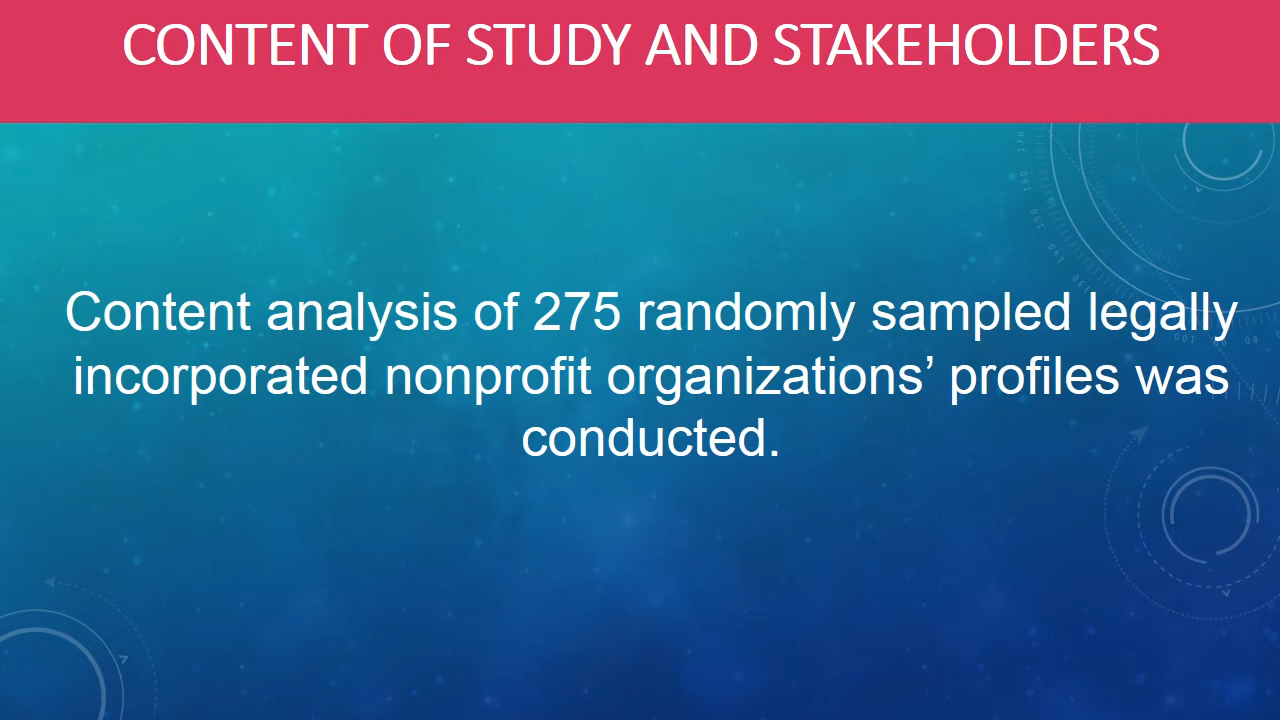 CONTENT OF STUDY AND STAKEHOLDERS
Content analysis of 275 randomly sampled legally
incorporated nonprofit organizations’ profiles was
conducted.